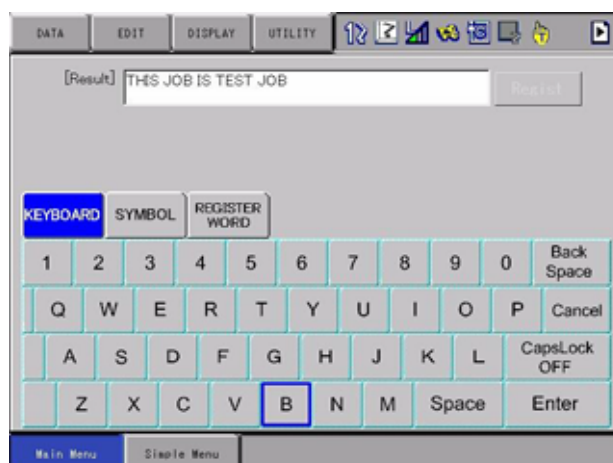 DATA EDIT DISPLAY UTILITY
[Result] THIS JOB IS TEST JOB Regist
KEYBOARD SYMBOL REGISTER
WORD
1 2 3 4 5 6 7 8 9 0 Back
Space
Q W E R T Y U I O P Cancel
A S D F G H J K L CapsLock
OFF
Z X C V B N M Space Enter
Main Menu Simple Menu